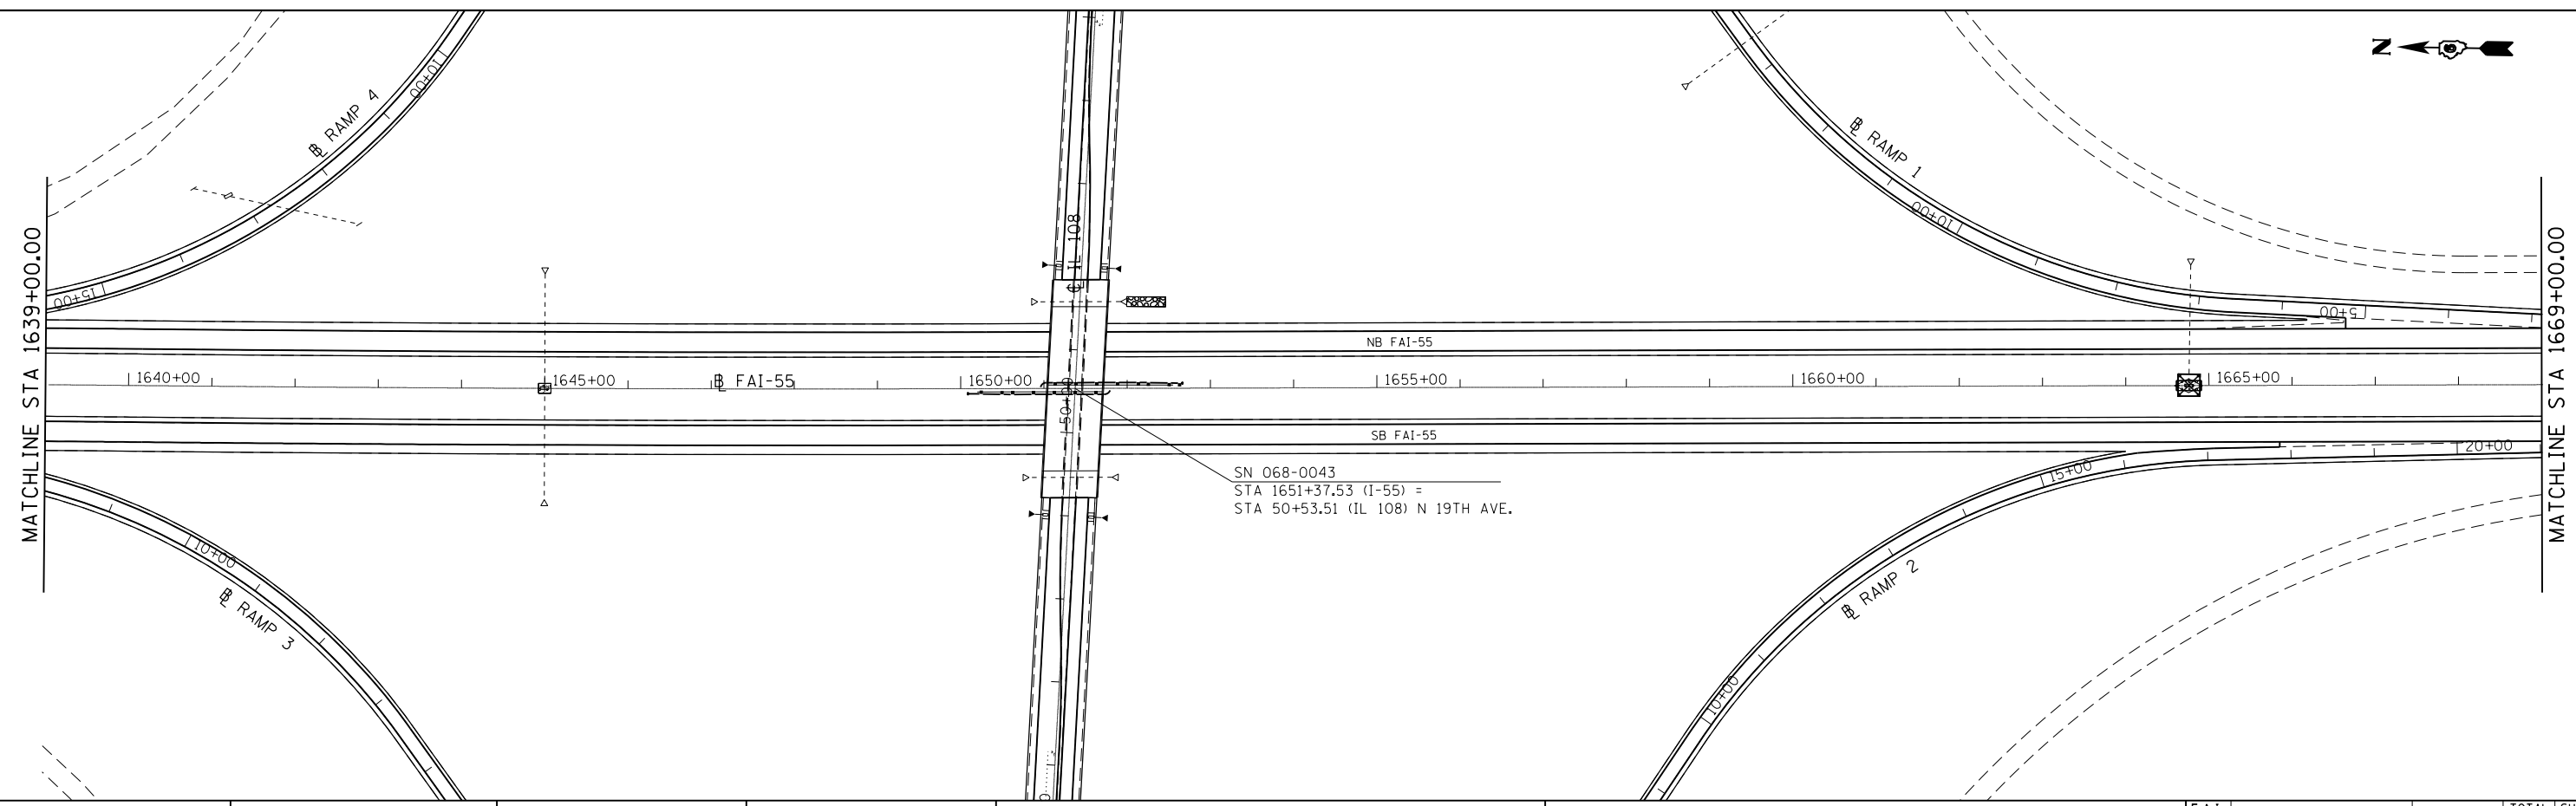 N
RAMP 4
10+00
15+00
IL 108
RAMP 1
10+00
5+00
MATCHLINE STA 1639+00.00
MATCHLINE STA 1669+00.00
NB FAI-55
1640+00
1645+00
FAI-55
1650+00
1655+00
1660+00
1665+00
SB FAI-55
SN 068-0043
STA 1651+37.53 (I-55) =
STA 50+53.51 (IL 108) N 19TH AVE.
20+00
15+00
RAMP 2
10+00
10+00
RAMP 3